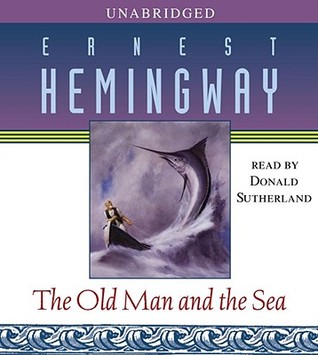 UNABRIDGED
ERNEST
HEMINGWAY
READ BY
DONALD
SUTHERLAND
The Old Man and the Sea